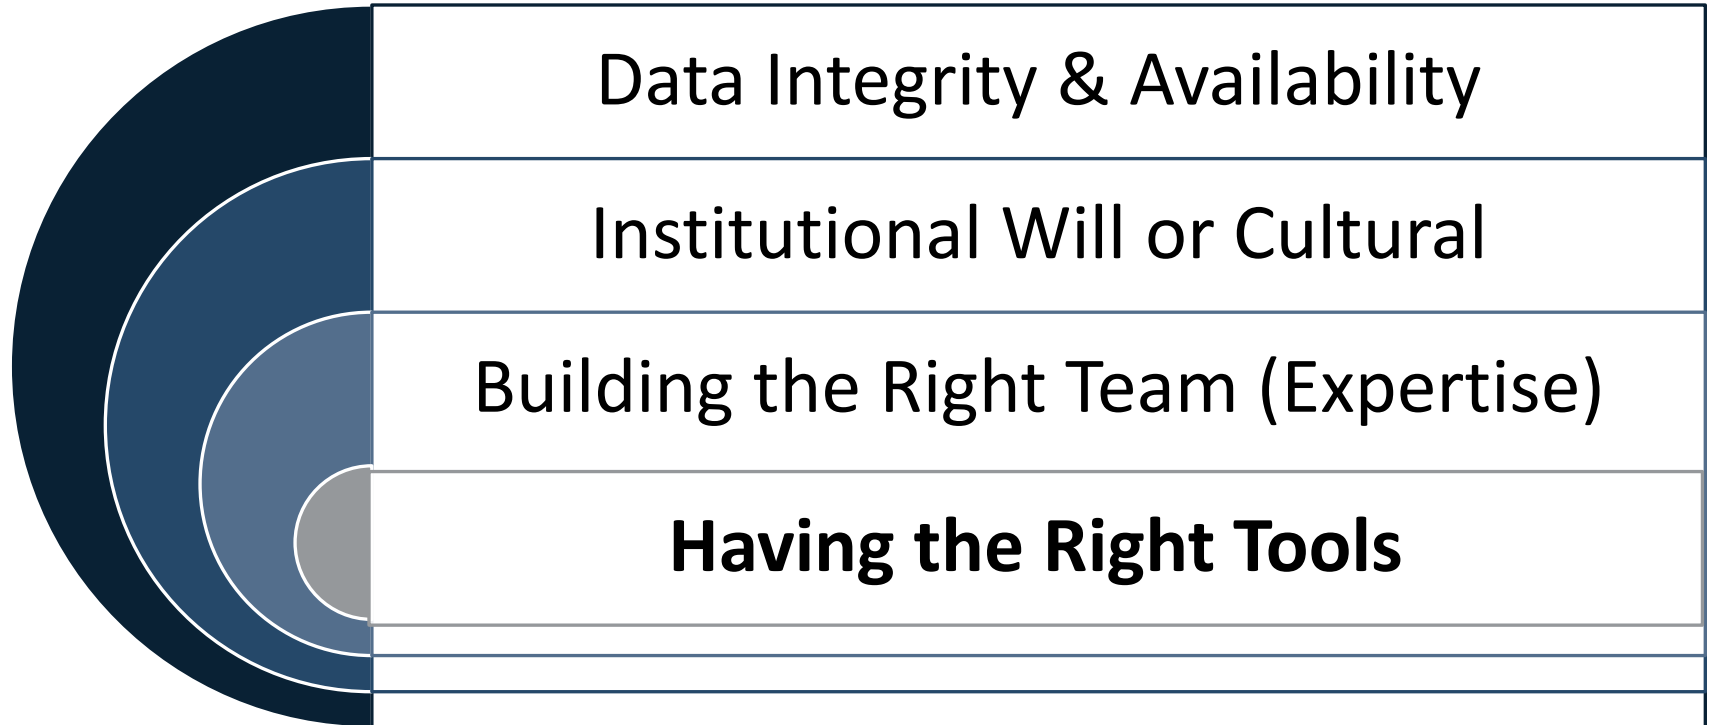 Data Integrity & Availability
Institutional Will or Cultural
Building the Right Team (Expertise)
Having the Right Tools